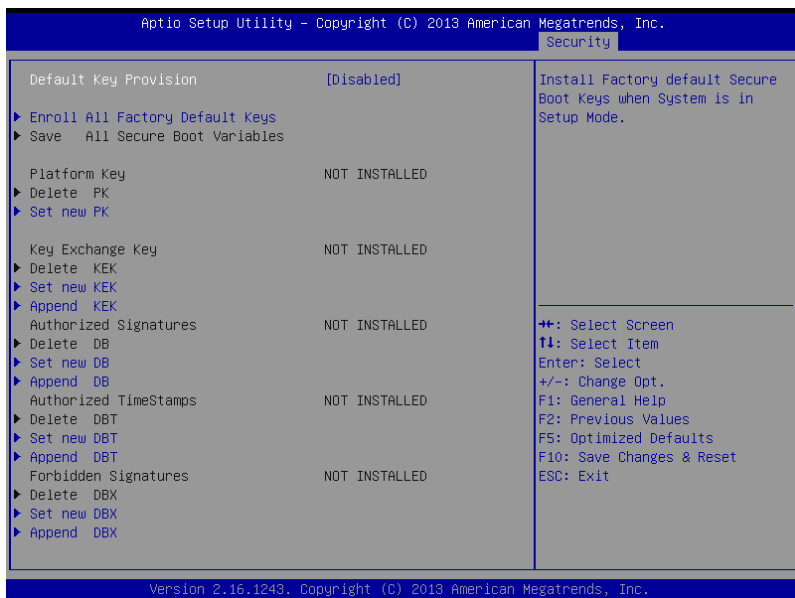 Aptio Setup Utility – Copyright (C) 2013 American Megatrends, Inc.
Security
Default Key Provision [Disabled]
Enroll All Factory Default Keys
Save All Secure Boot Variables
Platform Key NOT INSTALLED
Delete PK
Set new PK
Key Exchange Key NOT INSTALLED
Delete KEK
Set new KEK
Append KEK
Authorized Signatures NOT INSTALLED
Delete DB
Set new DB
Append DB
Authorized TimeStamps NOT INSTALLED
Delete DBT
Set new DBT
Append DBT
Forbidden Signatures NOT INSTALLED
Delete DBX
Set new DBX
Append DBX
Install Factory default Secure
Boot Keys when System is in
Setup Mode.
→←: Select Screen
↑↓: Select Item
Enter: Select
+/-: Change Opt.
F1: General Help
F2: Previous Values
F5: Optimized Defaults
F10: Save Changes & Reset
ESC: Exit
Version 2.16.1243. Copyright (C) 2013 American Megatrends, Inc.